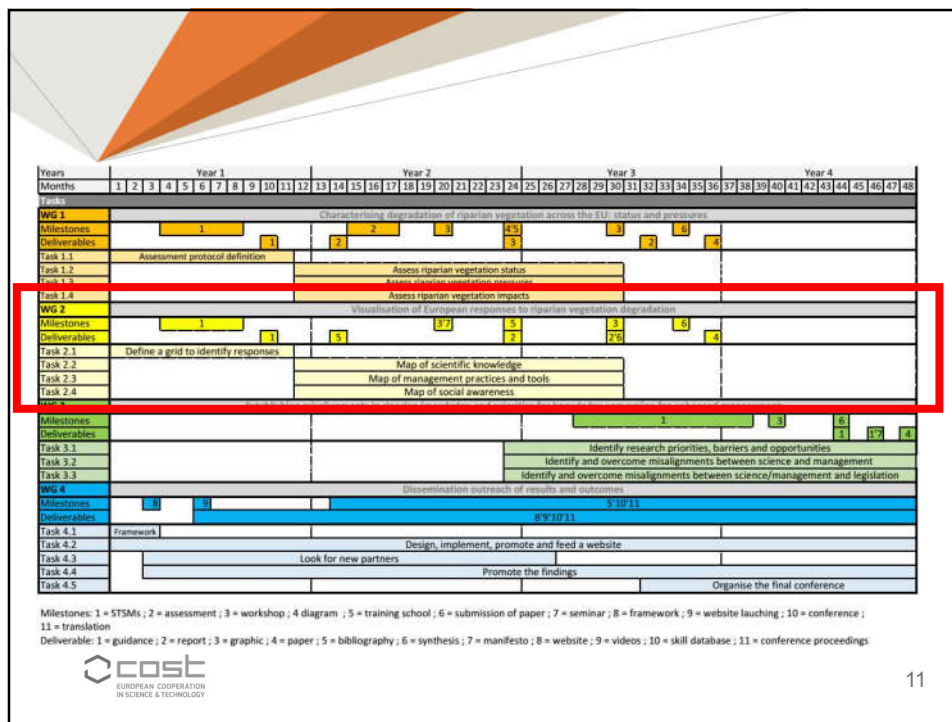 Years Year 1 Year 2 Year 3 Year 4
Months 1 2 3 4 5 6 7 8 9 10 11 12 13 14 15 16 17 18 19 20 21 22 23 24 25 26 27 28 29 30 31 32 33 34 35 36 37 38 39 40 41 42 43 44 45 46 47 48
Tasks
WG 1 Characterising degradation of riparian vegetation across the EU: status and pressures
Milestones 1 2 3 4'5 3 6
Deliverables 1 2 3 2 4
Task 1.1 Assessment protocol definition
Task 1.2 Assess riparian vegetation status
Task 1.3 Assess riparian vegetation pressures
Task 1.4 Assess riparian vegetation impacts
WG 2 Visualisation of European responses to riparian vegetation degradation
Milestones 1 3'7 5 3 6
Deliverables 1 5 2 2'6 4
Task 2.1 Define a grid to identify responses
Task 2.2 Map of scientific knowledge
Task 2.3 Map of management practices and tools
Task 2.4 Map of social awareness
Milestones 1 3 6
Deliverables 1 1'7 4
Task 3.1 Identify research priorities, barriers and opportunities
Task 3.2 Identify and overcome misalignments between science and management
Task 3.3 Identify and overcome misalignments between science/management and legislation
WG 4 Dissemination outreach of results and outcomes
Milestones 8 9 5'10'11
Deliverables 8'9'10'11
Task 4.1 Framework
Task 4.2 Design, implement, promote and feed a website
Task 4.3 Look for new partners
Task 4.4 Promote the findings
Task 4.5 Organise the final conference
Milestones: 1 = STSMs ; 2 = assessment ; 3 = workshop ; 4 diagram ; 5 = training school ; 6 = submission of paper ; 7 = seminar ; 8 = framework ; 9 = website lauching ; 10 = conference ;
11 = translation
Deliverable: 1 = guidance ; 2 = report ; 3 = graphic ; 4 = paper ; 5 = bibliography ; 6 = synthesis ; 7 = manifesto ; 8 = website ; 9 = videos ; 10 = skill database ; 11 = conference proceedings
cost
EUROPEAN COOPERATION
IN SCIENCE & TECHNOLOGY
11